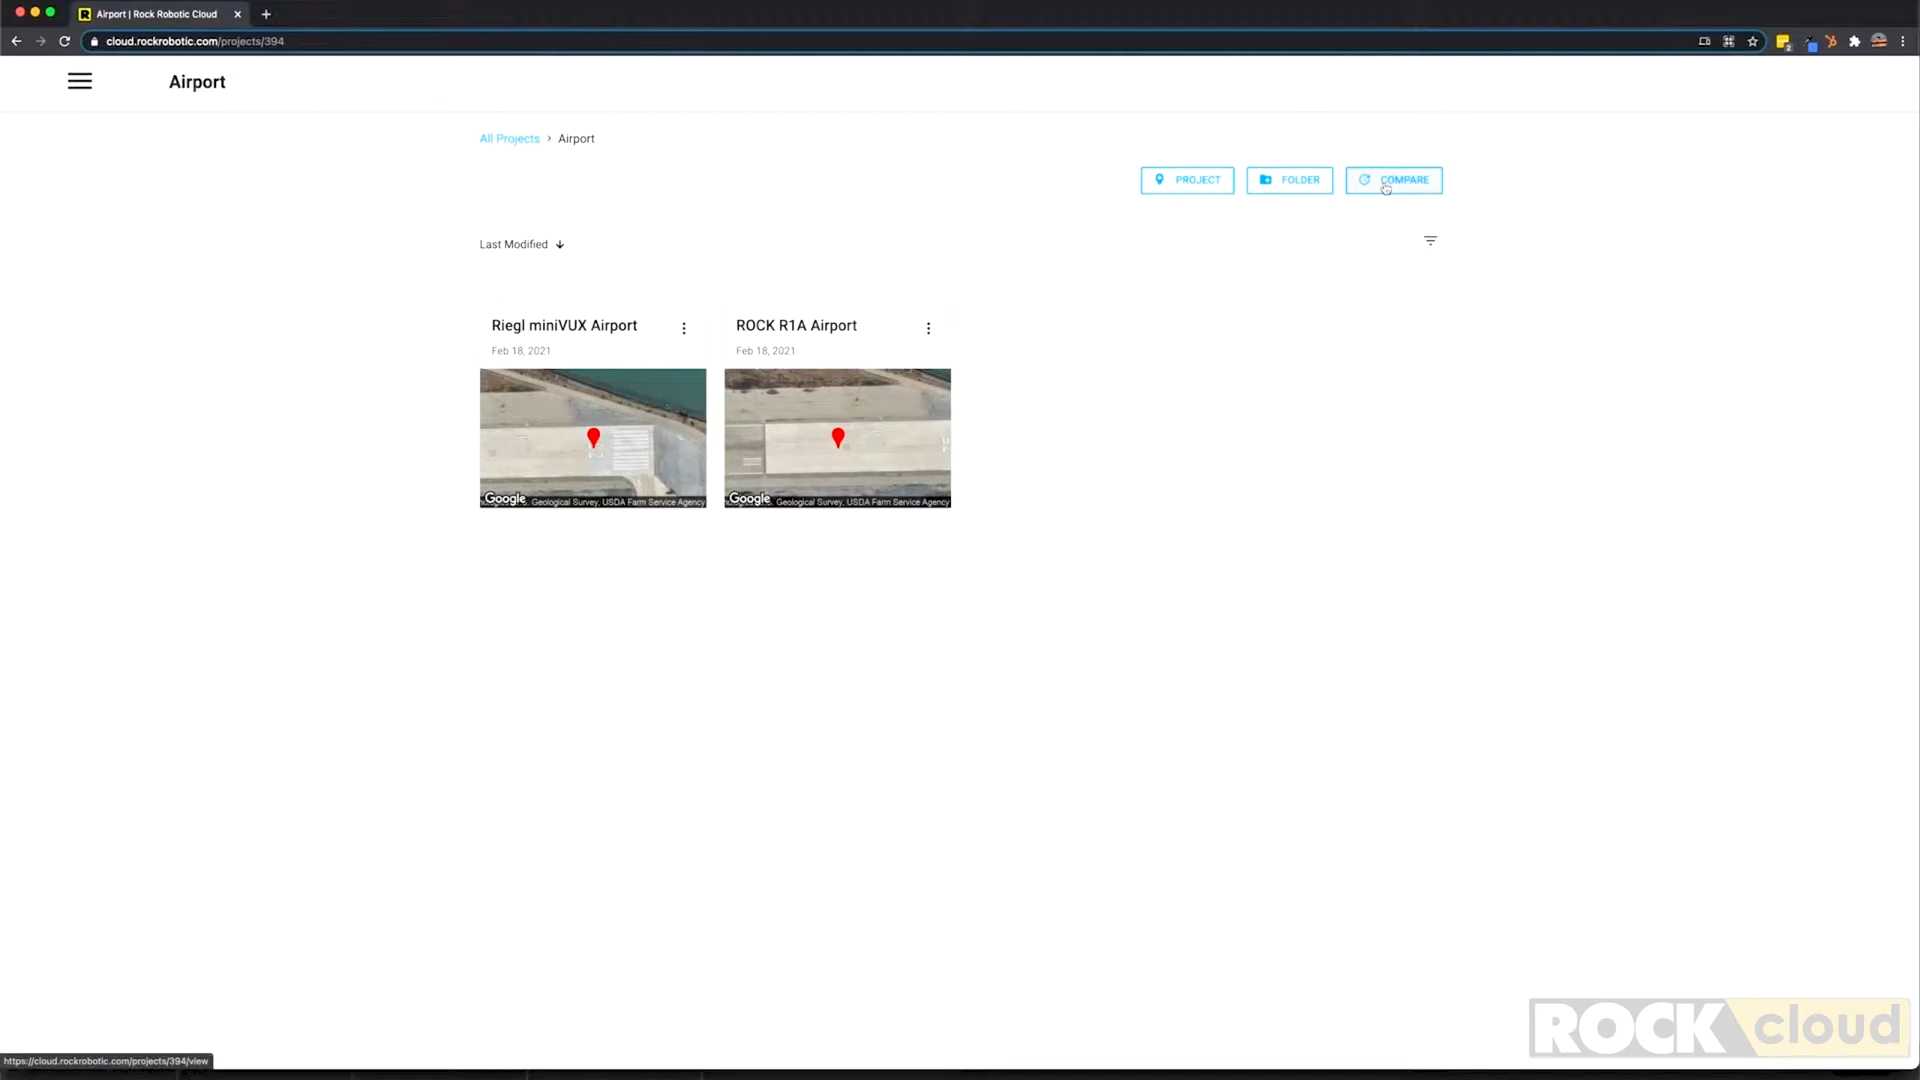 Airport | Rock Robotic Cloud
cloud.rockrobotic.com/projects/394
Airport
All Projects › Airport
PROJECT
FOLDER
COMPARE
Last Modified
Riegl miniVUX Airport
Feb 18, 2021
ROCK R1A Airport
Feb 18, 2021
Google
Geological Survey, USDA Farm Service Agency
Google
Geological Survey, USDA Farm Service Agency
ROCK cloud
https://cloud.rockrobotic.com/projects/394/view